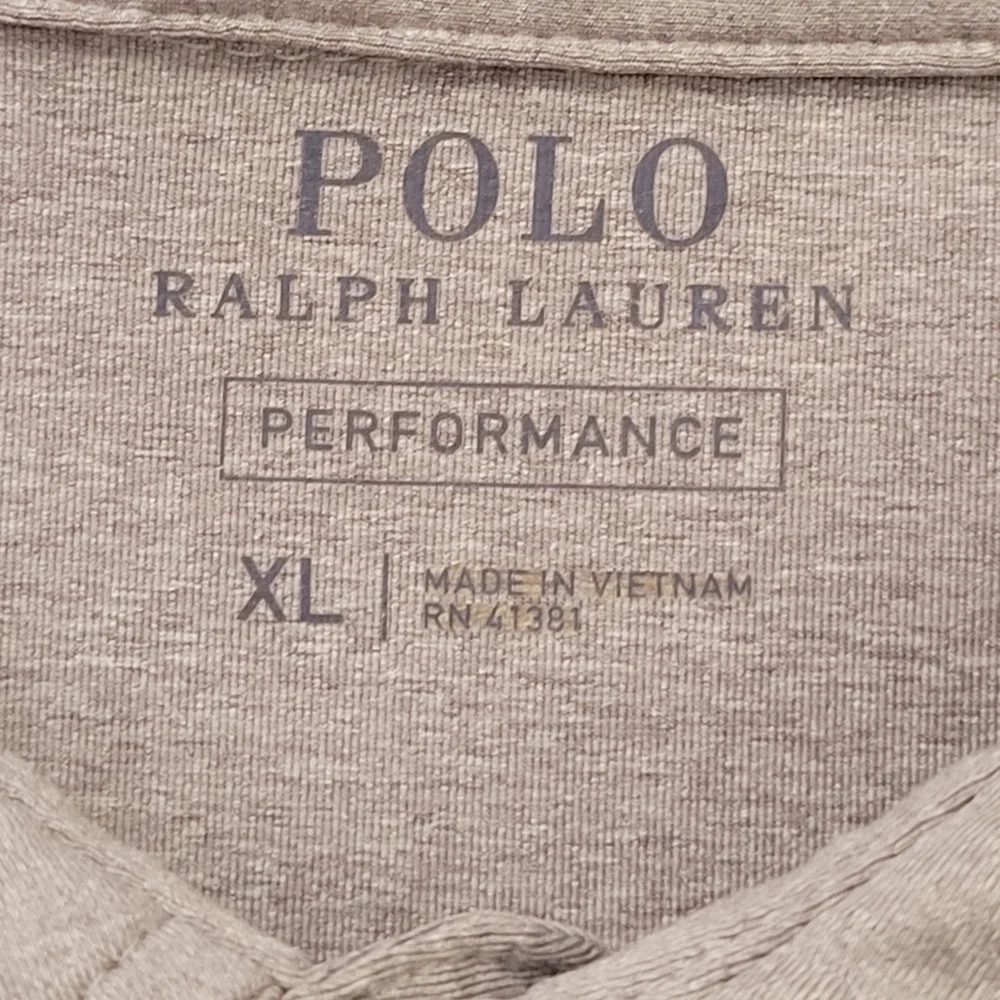 POLO
RALPH LAUREN
PERFORMANCE
XL | MADE IN VIETNAM
RN 41381